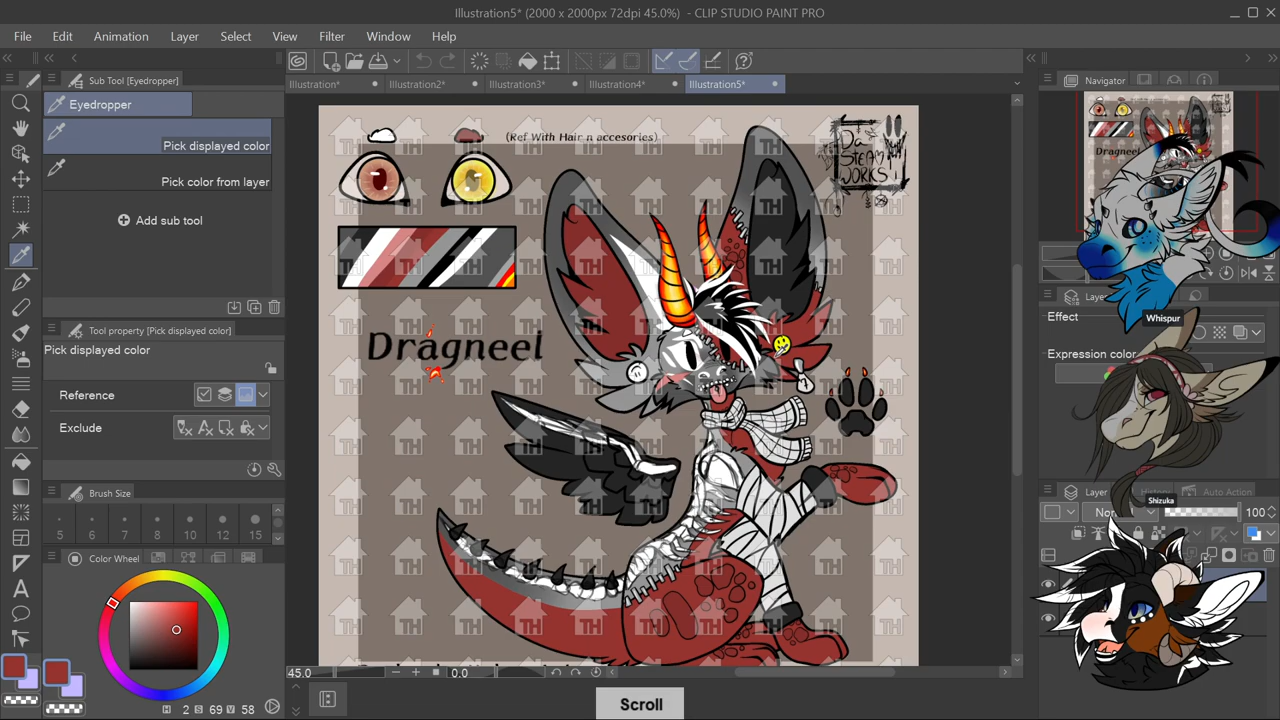 Illustration5* (2000 x 2000px 72dpi 45.0%) - CLIP STUDIO PAINT PRO
File Edit Animation Layer Select View Filter Window Help
Sub Tool [Eyedropper]
Navigator
Illustration* Illustration2* Illustration3* Illustration4* Illustration5*
Eyedropper
Pick displayed color
Pick color from layer
Add sub tool
(Ref With Hair n accesories)
Da
STEAM
WORKS
Dragneel
TH
Whispur
Effect
Expression color
Shizuka
Tool property [Pick displayed color]
Pick displayed color
Reference
Exclude
Brush Size
5 6 7 8 10 12 15
Color Wheel
Layer Auto Action
100
H 2 S 69 V 58
45.0 0.0
Scroll